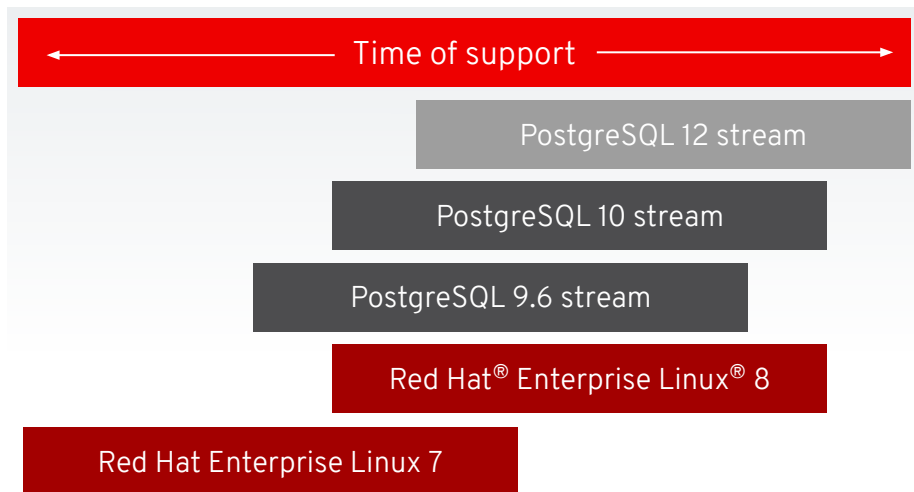 Time of support
PostgreSQL 12 stream
PostgreSQL 10 stream
PostgreSQL 9.6 stream
Red Hat® Enterprise Linux® 8
Red Hat Enterprise Linux 7